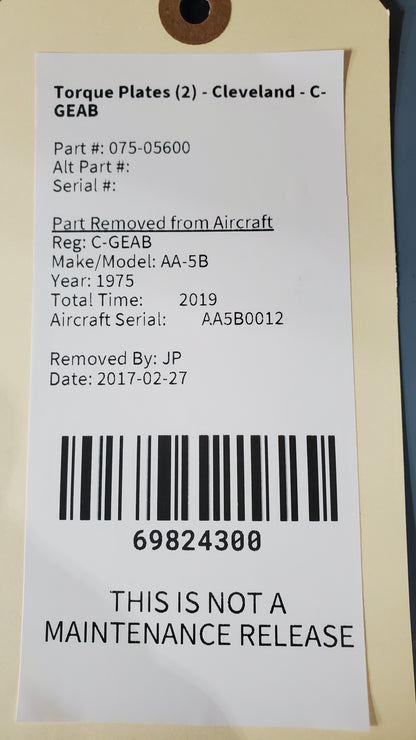 Torque Plates (2) - Cleveland - C-
GEAB
Part #: 075-05600
Alt Part #:
Serial #:
Part Removed from Aircraft
Reg: C-GEAB
Make/Model: AA-5B
Year: 1975
Total Time: 2019
Aircraft Serial: AA5B0012
Removed By: JP
Date: 2017-02-27
69824300
THIS IS NOT A
MAINTENANCE RELEASE